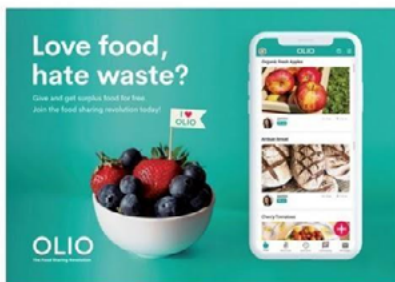 Love food,
hate waste?
Give and get surplus food for free
Join the food sharing revolution today!
I ♥
OLIO
OLIO
The Food Sharing Revolution
OLIO
Organic Fresh Apples
Artisan Bread
Cherry Tomatoes